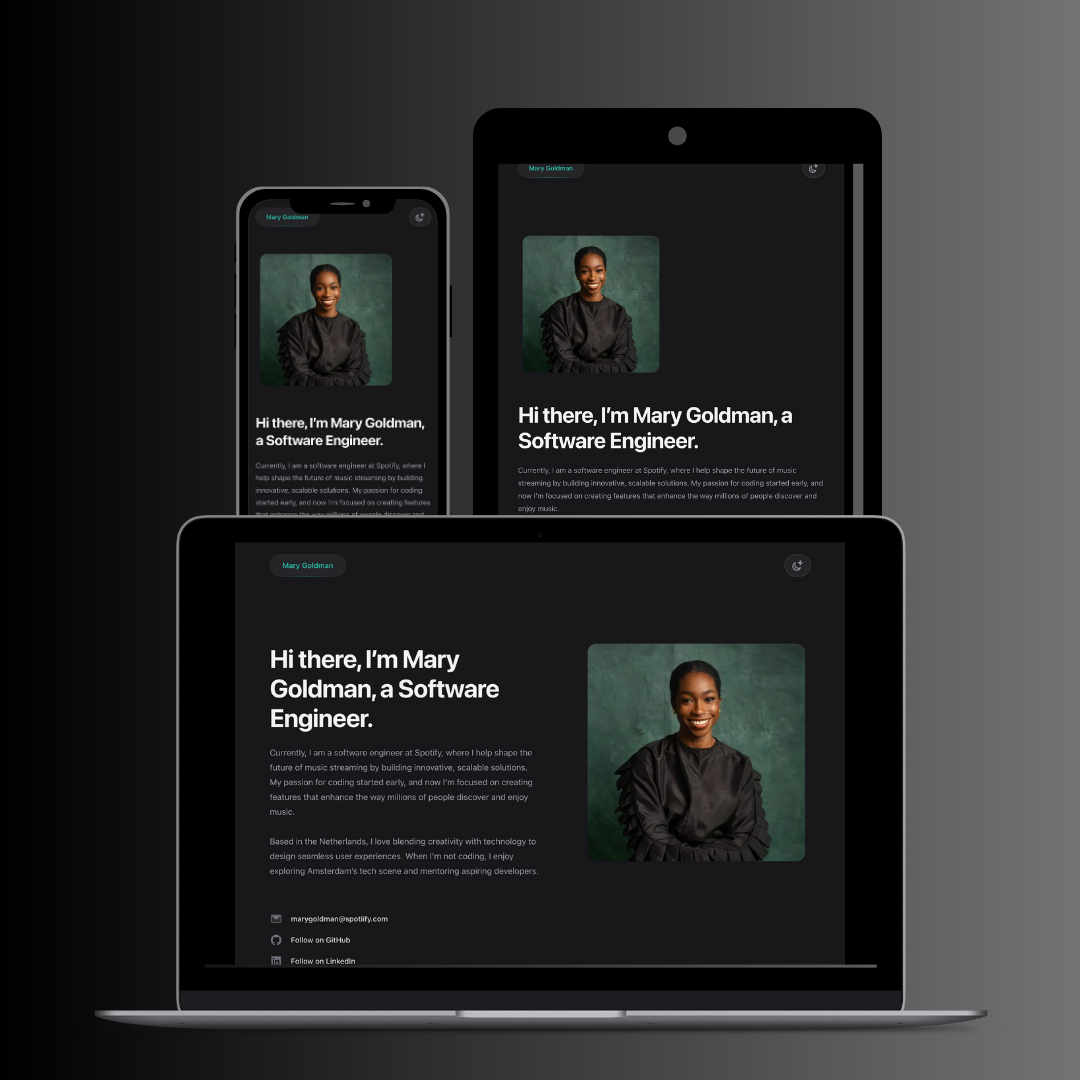 Mary Goldman
Hi there, I’m Mary Goldman,
a Software Engineer.
Currently, I am a software engineer at Spotify, where I
help shape the future of music streaming by building
innovative, scalable solutions. My passion for coding
started early, and now I'm focused on creating features
that enhance the way millions of people discover and
Mary Goldman
Hi there, I’m Mary Goldman, a
Software Engineer.
Currently, I am a software engineer at Spotify, where I help shape the future of music
streaming by building innovative, scalable solutions. My passion for coding started early, and
now I'm focused on creating features that enhance the way millions of people discover and
enjoy music.
Mary Goldman
Hi there, I’m Mary
Goldman, a Software
Engineer.
Currently, I am a software engineer at Spotify, where I help shape the
future of music streaming by building innovative, scalable solutions.
My passion for coding started early, and now I'm focused on creating
features that enhance the way millions of people discover and enjoy
music.
Based in the Netherlands, I love blending creativity with technology to
design seamless user experiences. When I'm not coding, I enjoy
exploring Amsterdam's tech scene and mentoring aspiring developers.
marygoldman@spotiify.com
Follow on GitHub
Follow on LinkedIn